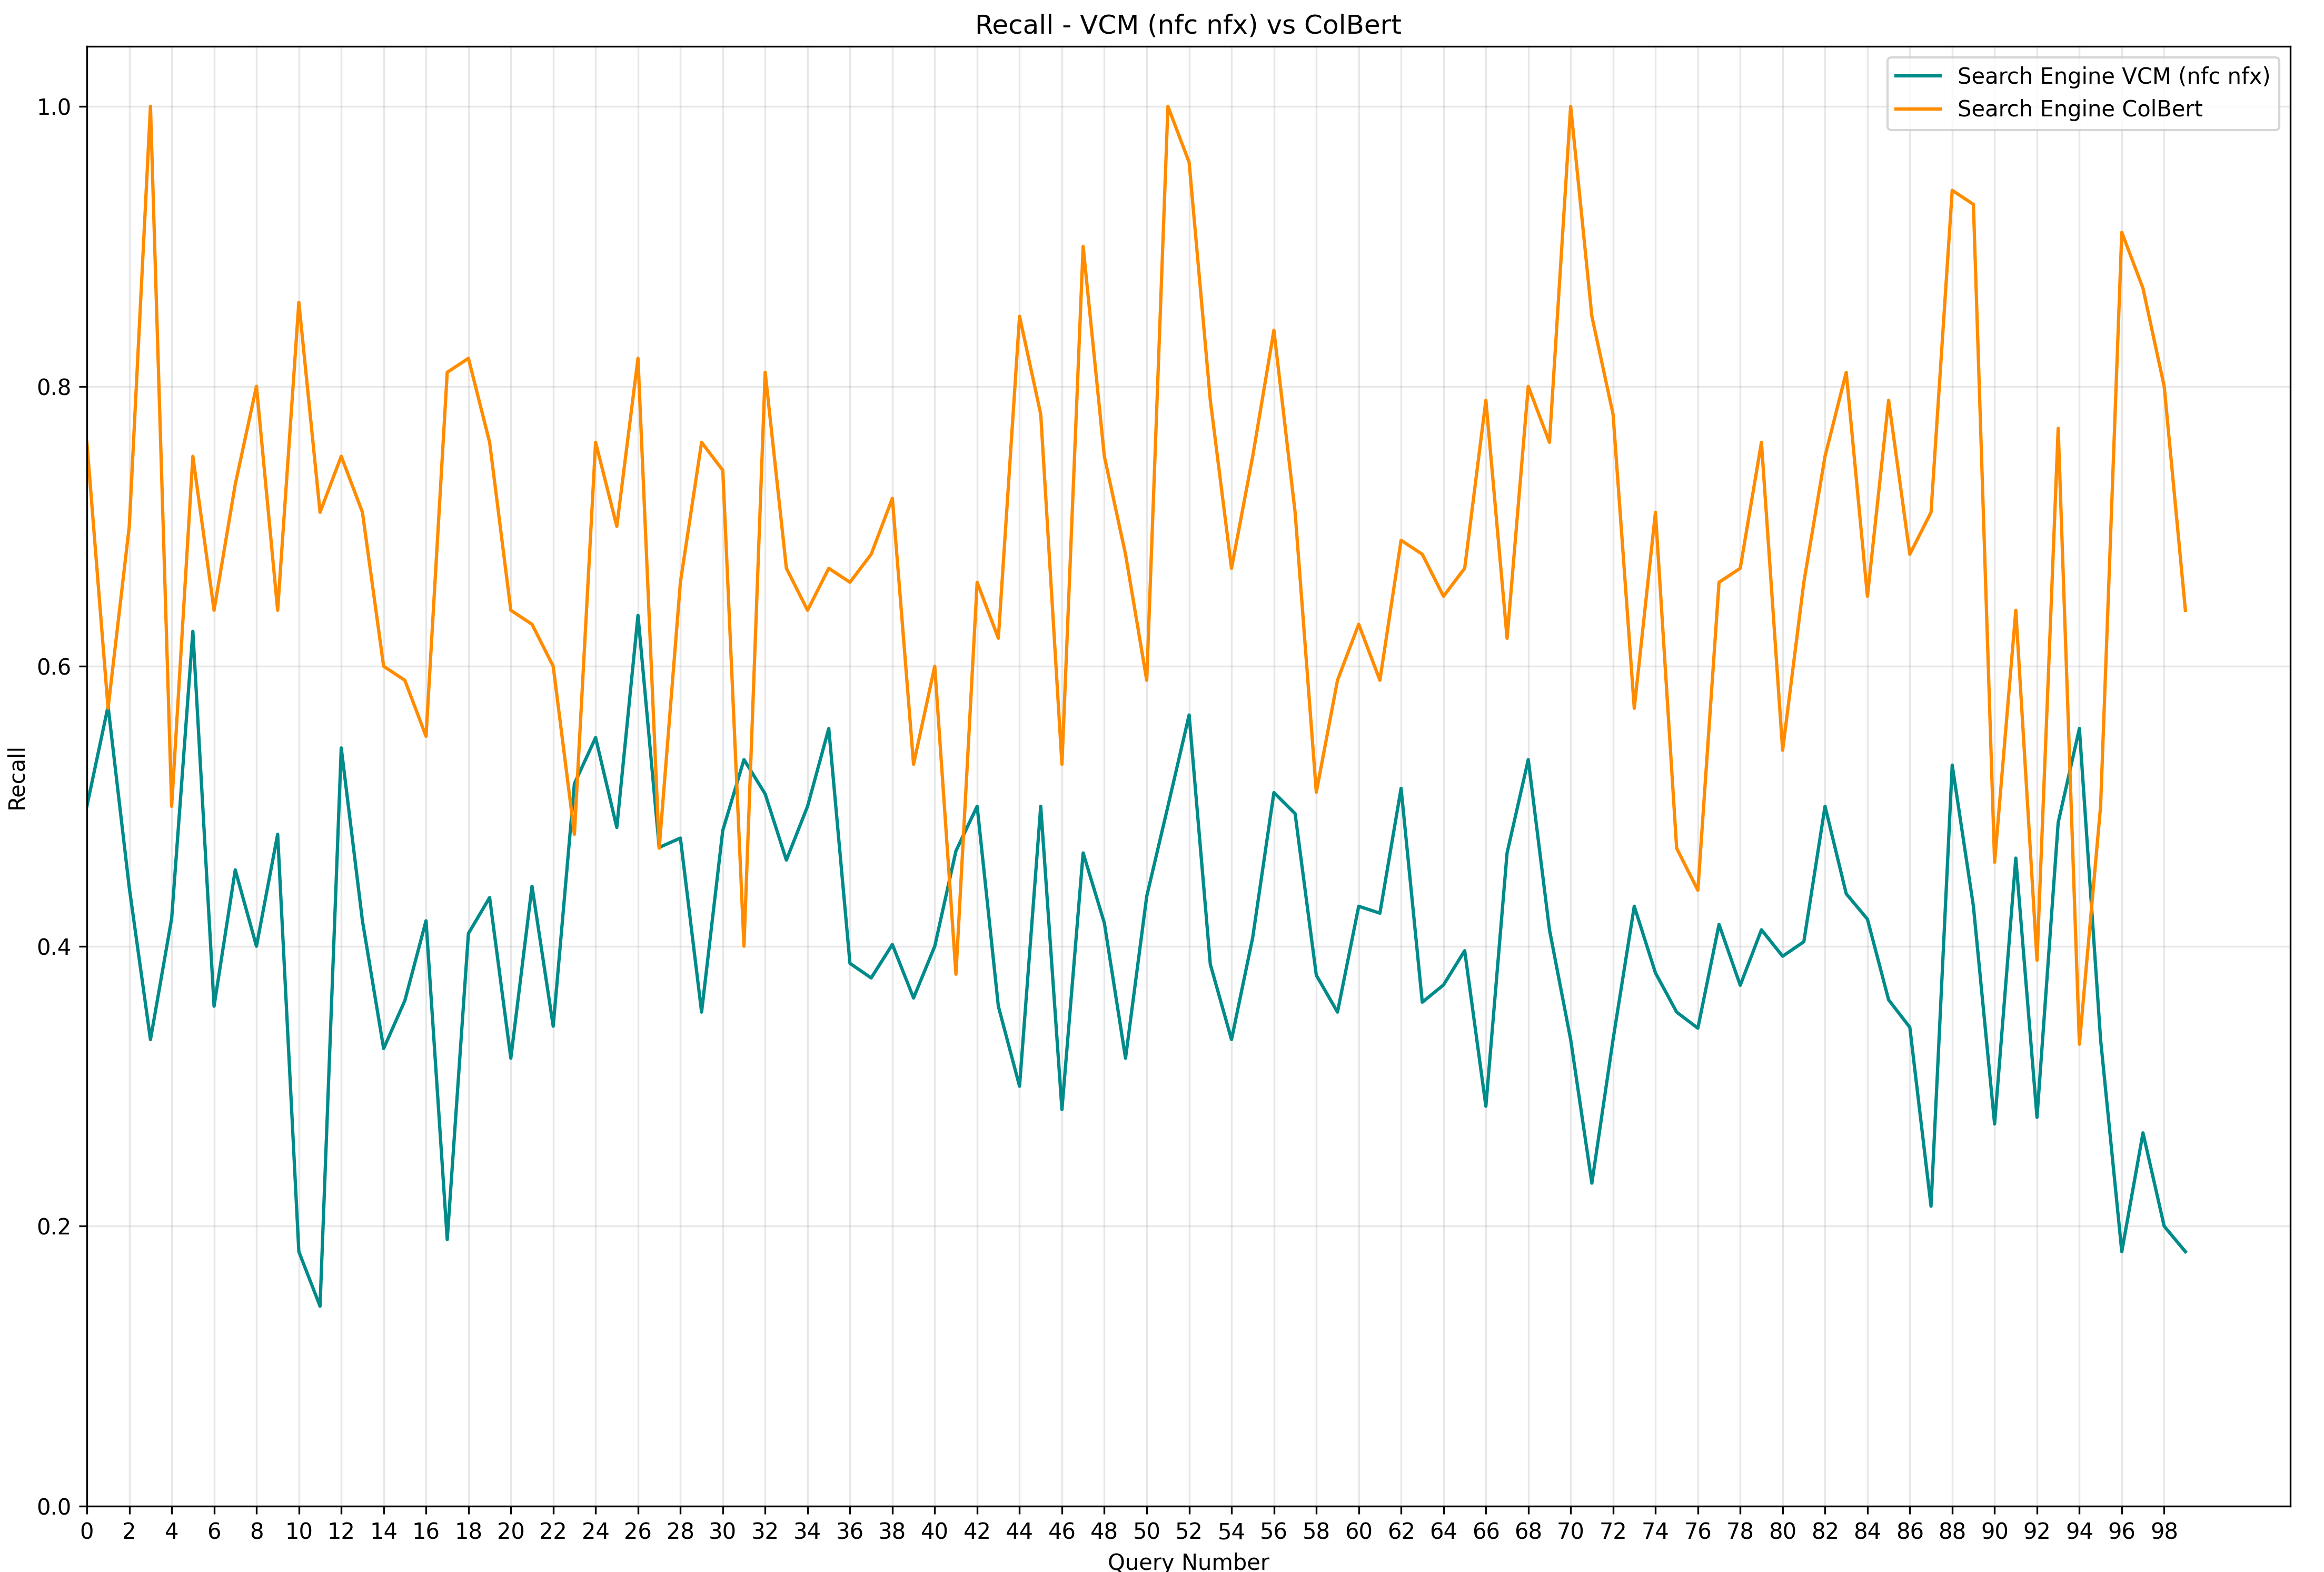 Recall - VCM (nfc nfx) vs ColBert
Search Engine VCM (nfc nfx)
Search Engine ColBert
1.0
0.8
0.6
0.4
0.2
0.0
Recall
0 2 4 6 8 10 12 14 16 18 20 22 24 26 28 30 32 34 36 38 40 42 44 46 48 50 52 54 56 58 60 62 64 66 68 70 72 74 76 78 80 82 84 86 88 90 92 94 96 98
Query Number